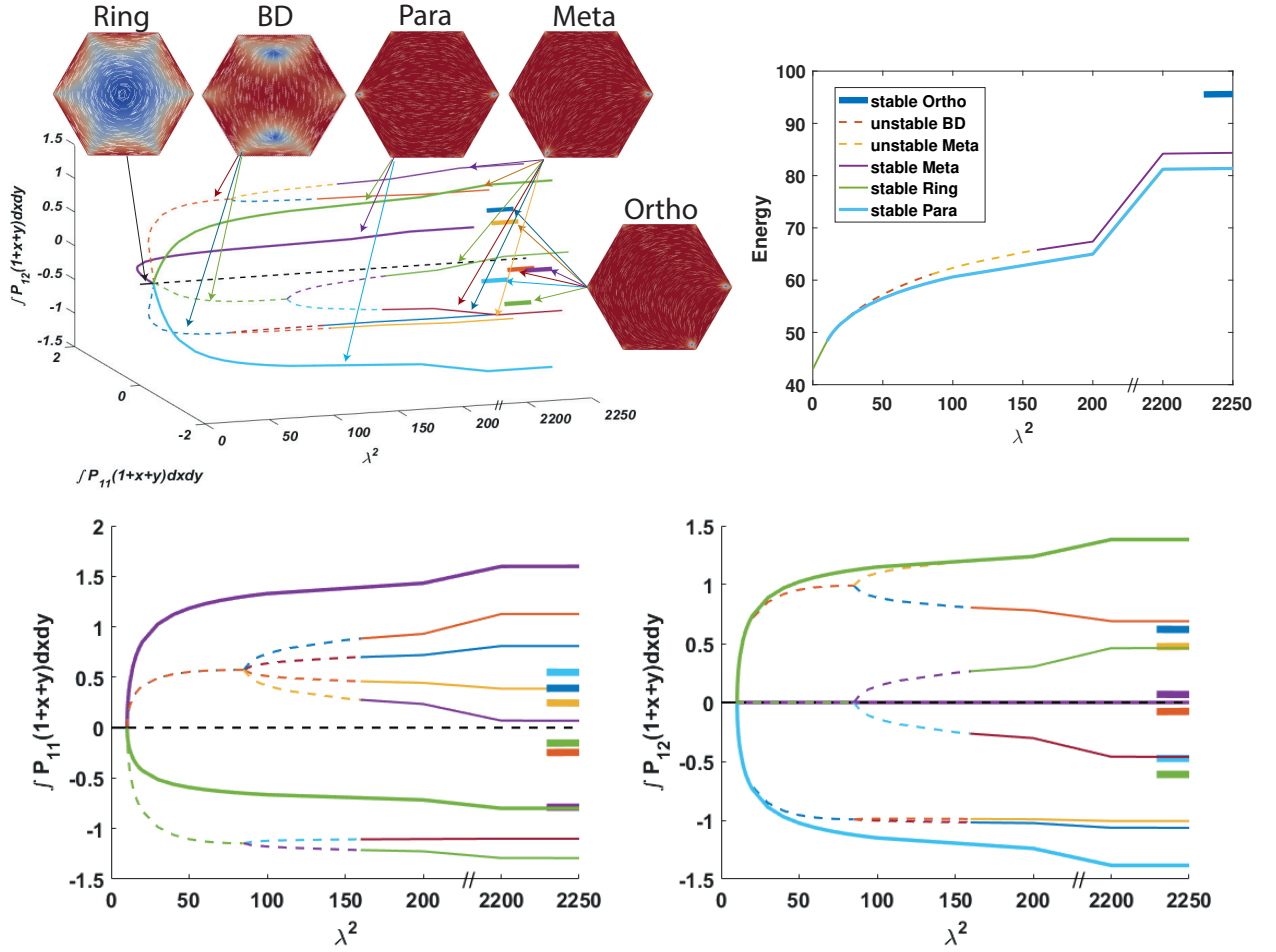 Ring BD Para Meta
Ortho
1.5
1
0.5
0
-0.5
-1
-1.5
∫P12(1+x+y)dxdy
2
0
-2
0
50
100
150
200
2200
2250
//
λ²
∫P11(1+x+y)dxdy
100
90
80
70
60
50
40
Energy
stable Ortho
unstable BD
unstable Meta
stable Meta
stable Ring
stable Para
0 50 100 150 200 // 2200 2250
λ²
2
1.5
1
0.5
0
-0.5
-1
-1.5
∫P11(1+x+y)dxdy
0 50 100 150 200 // 2200 2250
λ²
1.5
1
0.5
0
-0.5
-1
-1.5
∫P12(1+x+y)dxdy
0 50 100 150 200 // 2200 2250
λ²